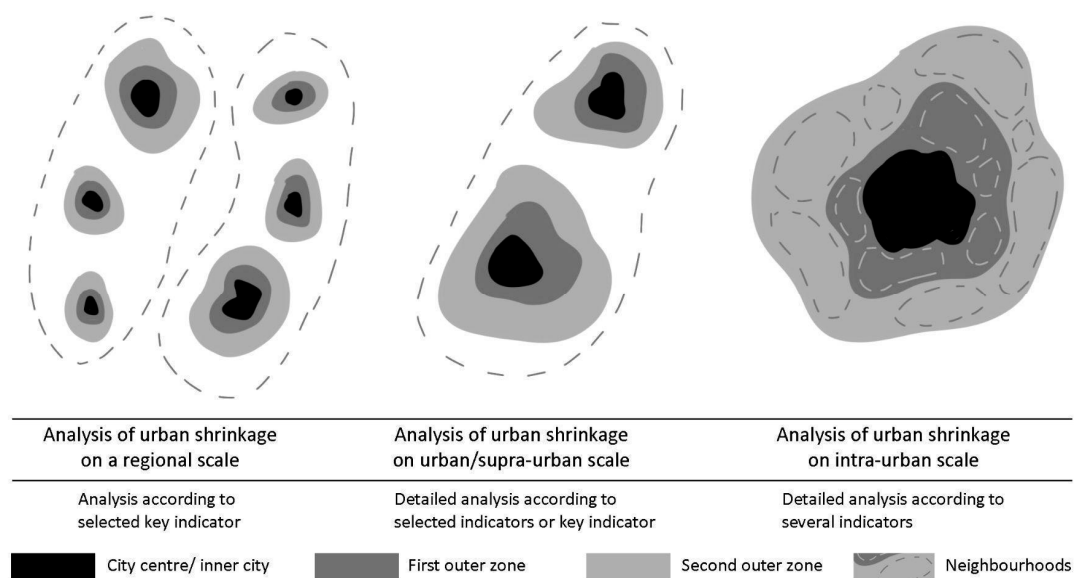 Analysis of urban shrinkage
on a regional scale
Analysis of urban shrinkage
on urban/supra-urban scale
Analysis of urban shrinkage
on intra-urban scale
Analysis according to
selected key indicator
Detailed analysis according to
selected indicators or key indicator
Detailed analysis according to
several indicators
City centre/ inner city
First outer zone
Second outer zone
Neighbourhoods